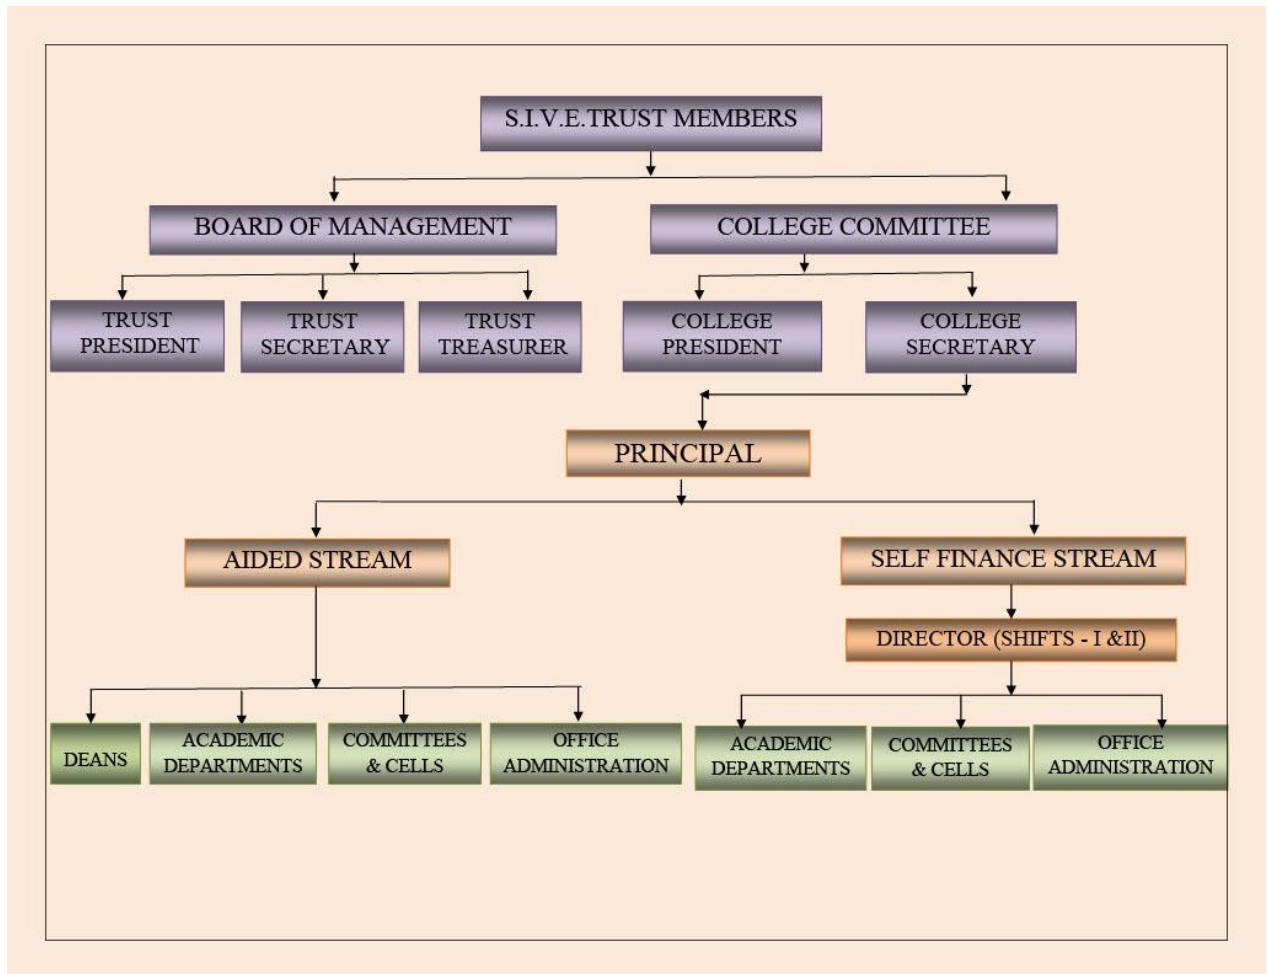 S.I.V.E.TRUST MEMBERS
BOARD OF MANAGEMENT
COLLEGE COMMITTEE
TRUST
PRESIDENT
TRUST
SECRETARY
TRUST
TREASURER
COLLEGE
PRESIDENT
COLLEGE
SECRETARY
PRINCIPAL
AIDED STREAM
SELF FINANCE STREAM
DIRECTOR (SHIFTS - I &II)
DEANS
ACADEMIC
DEPARTMENTS
COMMITTEES
& CELLS
OFFICE
ADMINISTRATION
ACADEMIC
DEPARTMENTS
COMMITTEES
& CELLS
OFFICE
ADMINISTRATION